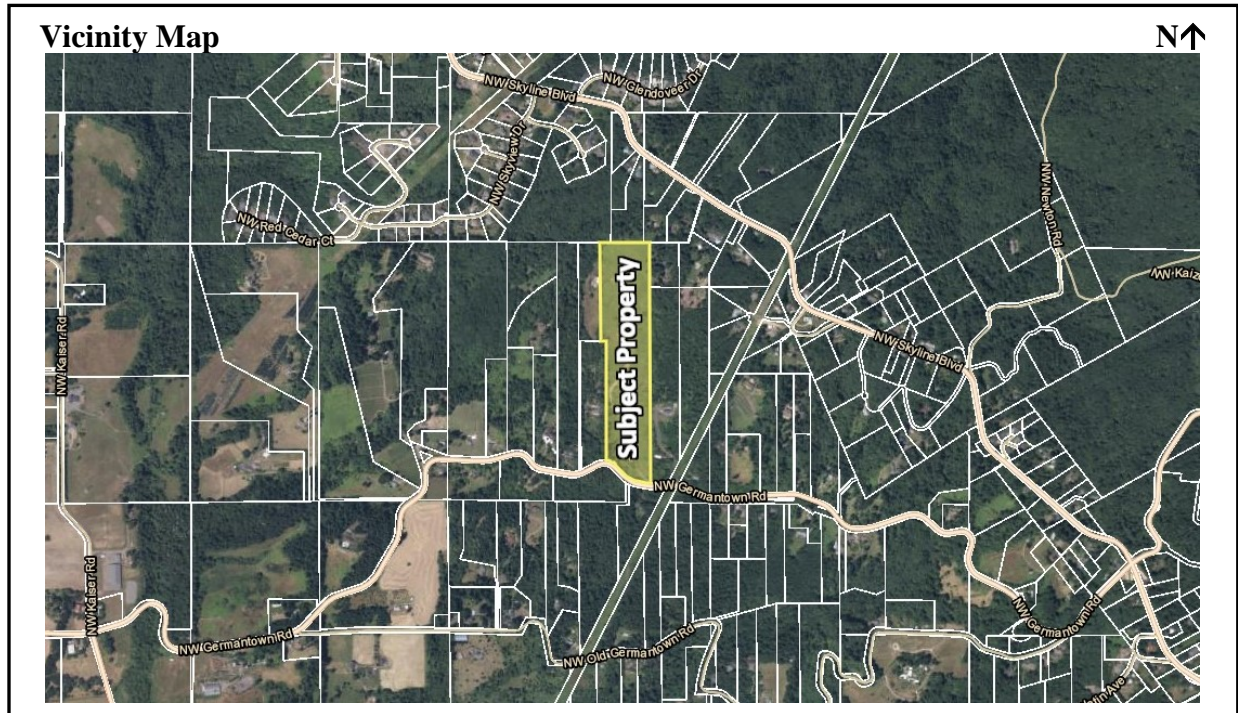 Vicinity Map
N↑
NW Skyline Blvd
NW Glendoveer Dr
NW Skyview Dr
NW Red Cedar Ct
NW Newton Rd
NW Kaiser Rd
Subject Property
NW Skyline Blvd
NW Germantown Rd
NW Kaiser Rd
NW Germantown Rd
NW Old Germantown Rd
NW Germantown Rd